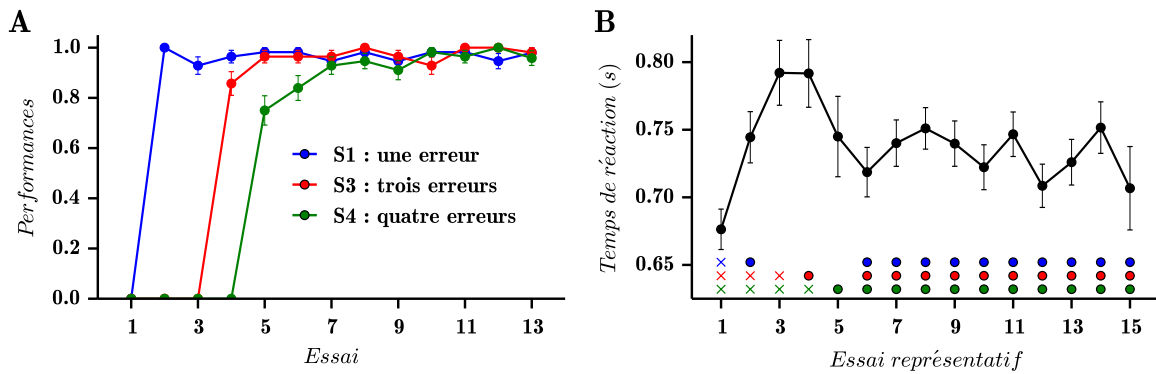 A
Performances
1.0
0.8
0.6
0.4
0.2
0.0
S1 : une erreur
S3 : trois erreurs
S4 : quatre erreurs
1 3 5 7 9 11 13
Essai
B
Temps de réaction (s)
0.80
0.75
0.70
0.65
1 3 5 7 9 11 13 15
Essai représentatif